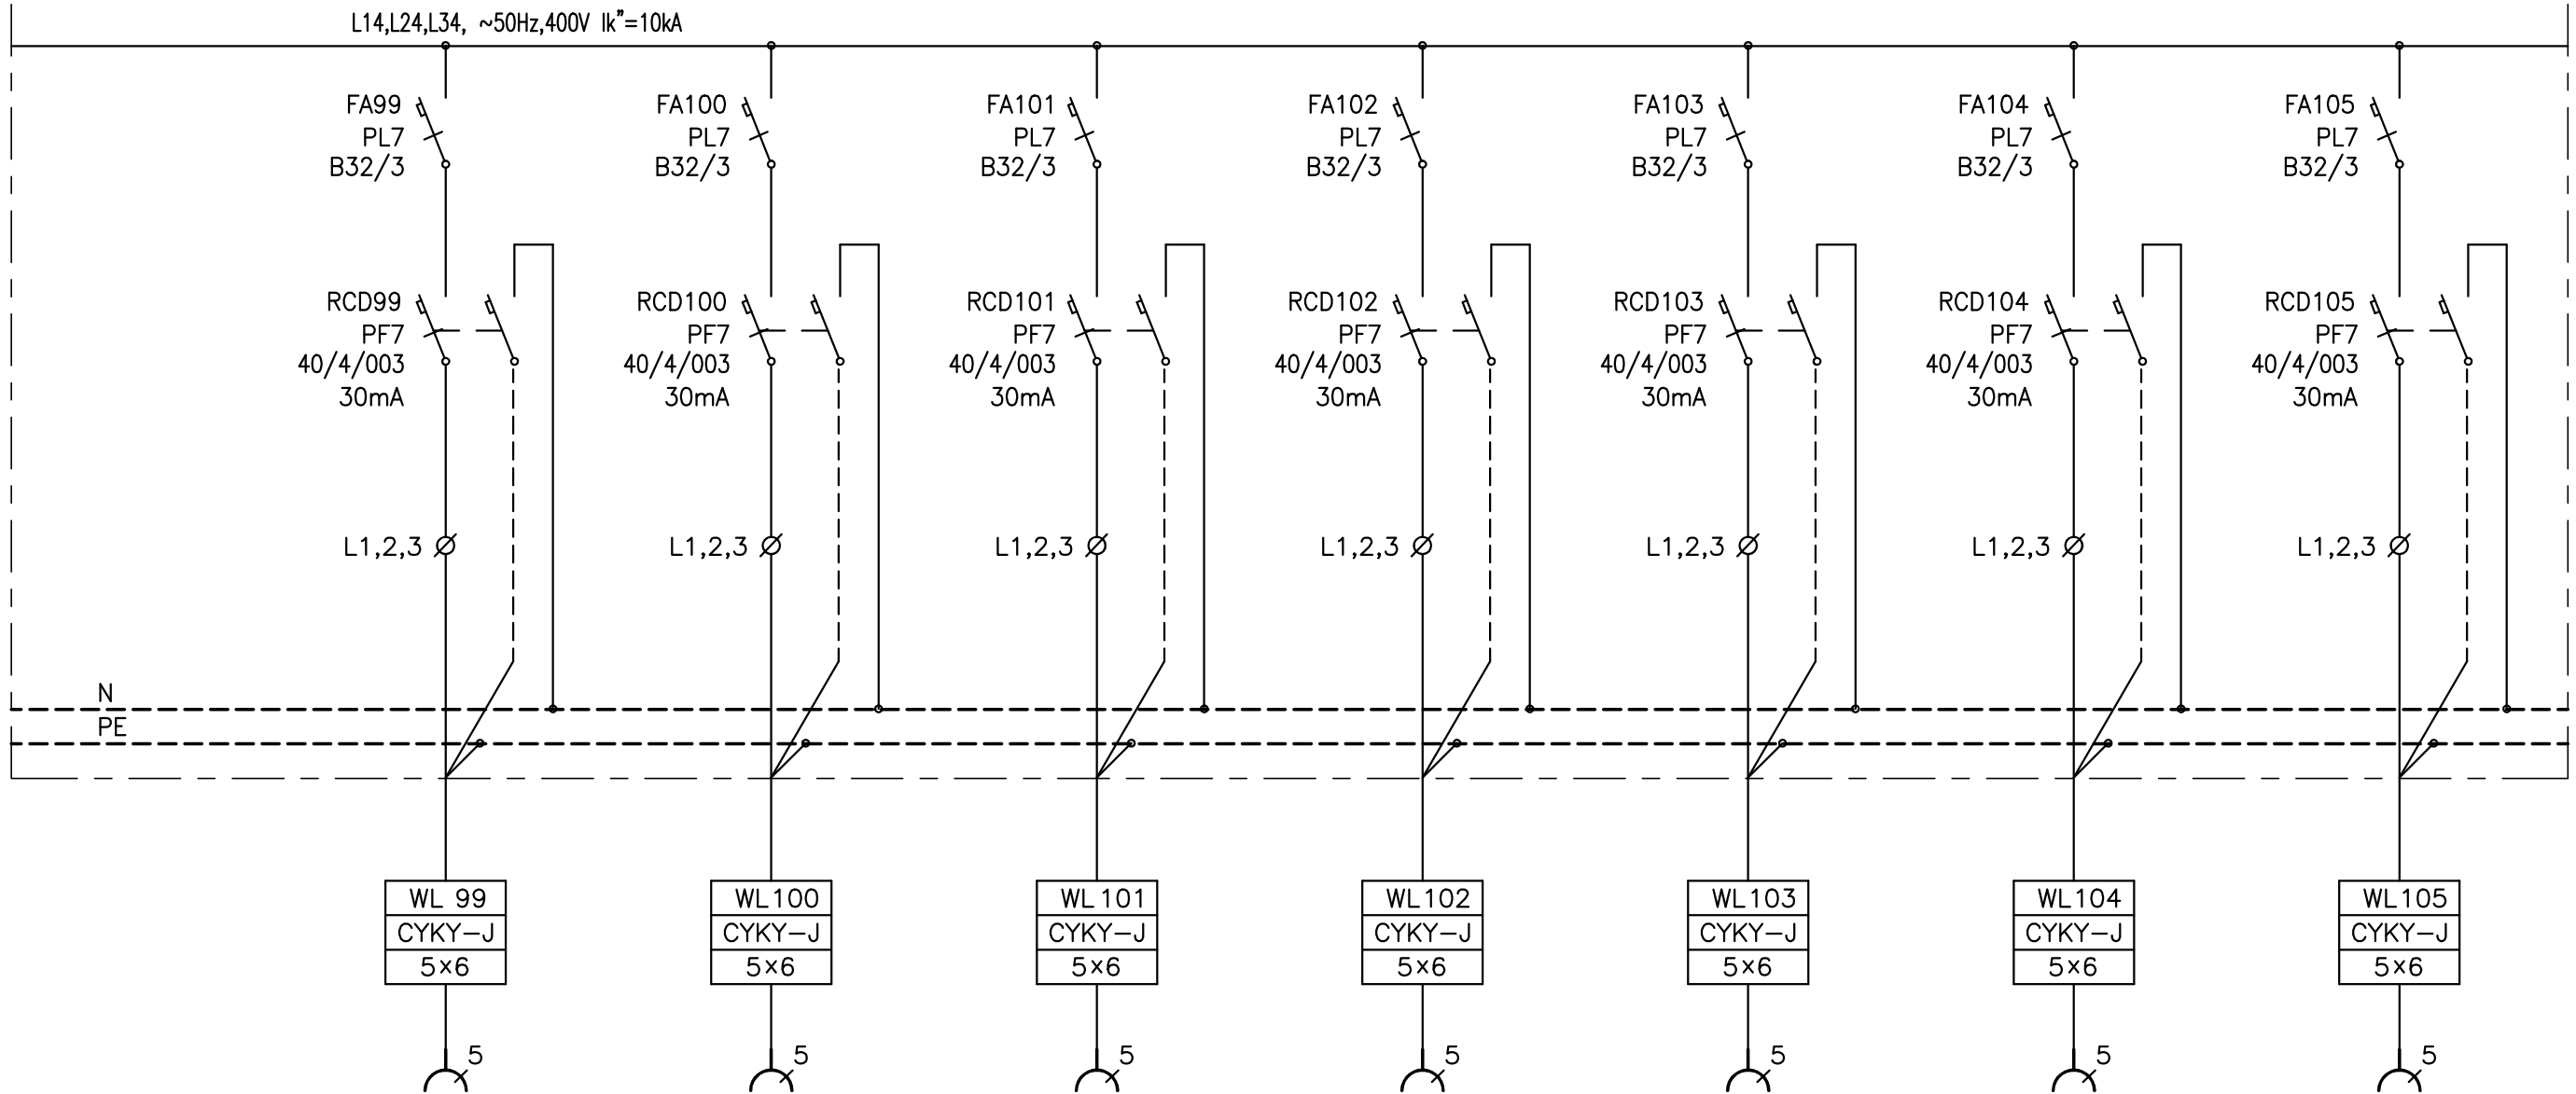 L14,L24,L34, ~50Hz,400V Ik"=10kA
FA99 FA100 FA101 FA102 FA103 FA104 FA105
PL7 PL7 PL7 PL7 PL7 PL7 PL7
B32/3 B32/3 B32/3 B32/3 B32/3 B32/3 B32/3
RCD99 RCD100 RCD101 RCD102 RCD103 RCD104 RCD105
PF7 PF7 PF7 PF7 PF7 PF7 PF7
40/4/003 40/4/003 40/4/003 40/4/003 40/4/003 40/4/003 40/4/003
30mA 30mA 30mA 30mA 30mA 30mA 30mA
L1,2,3 L1,2,3 L1,2,3 L1,2,3 L1,2,3 L1,2,3 L1,2,3
N
PE
WL 99 WL100 WL101 WL102 WL103 WL104 WL105
CYKY-J CYKY-J CYKY-J CYKY-J CYKY-J CYKY-J CYKY-J
5×6 5×6 5×6 5×6 5×6 5×6 5×6
5 5 5 5 5 5 5